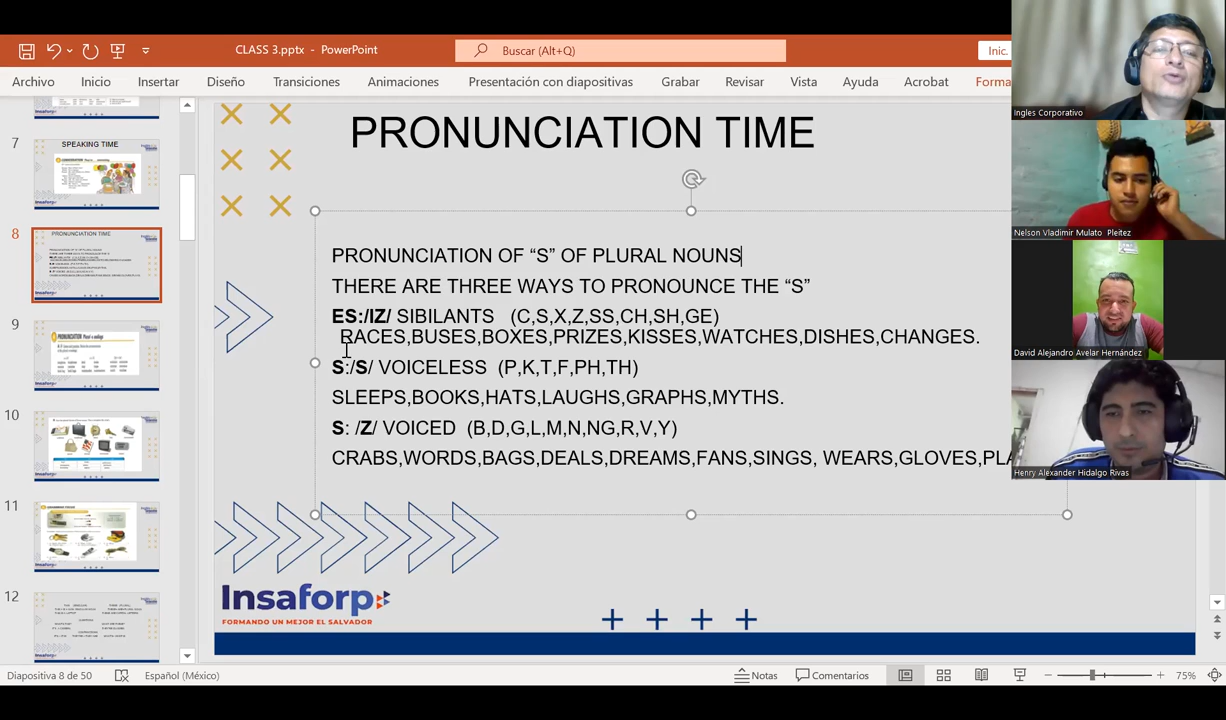 CLASS 3.pptx - PowerPoint
Buscar (Alt+Q)
Inic.
Archivo Inicio Insertar Diseño Transiciones Animaciones Presentación con diapositivas Grabar Revisar Vista Ayuda Acrobat Forma
7
SPEAKING TIME
8
PRONUNCIATION TIME
9
10
11
12
PRONUNCIATION TIME
PRONUNCIATION OF “S” OF PLURAL NOUNS
THERE ARE THREE WAYS TO PRONOUNCE THE “S”
ES:/IZ/ SIBILANTS (C,S,X,Z,SS,CH,SH,GE)
RACES,BUSES,BOXES,PRIZES,KISSES,WATCHES,DISHES,CHANGES.
S:/S/ VOICELESS (P,K,T,F,PH,TH)
SLEEPS,BOOKS,HATS,LAUGHS,GRAPHS,MYTHS.
S: /Z/ VOICED (B,D,G,L,M,N,NG,R,V,Y)
CRABS,WORDS,BAGS,DEALS,DREAMS,FANS,SINGS, WEARS,GLOVES,PLA
Insaforp
FORMANDO UN MEJOR EL SALVADOR
Ingles Corporativo
Nelson Vladimir Mulato Pleitez
David Alejandro Avelar Hernández
Henry Alexander Hidalgo Rivas
Diapositiva 8 de 50
Español (México)
Notas
Comentarios
75%